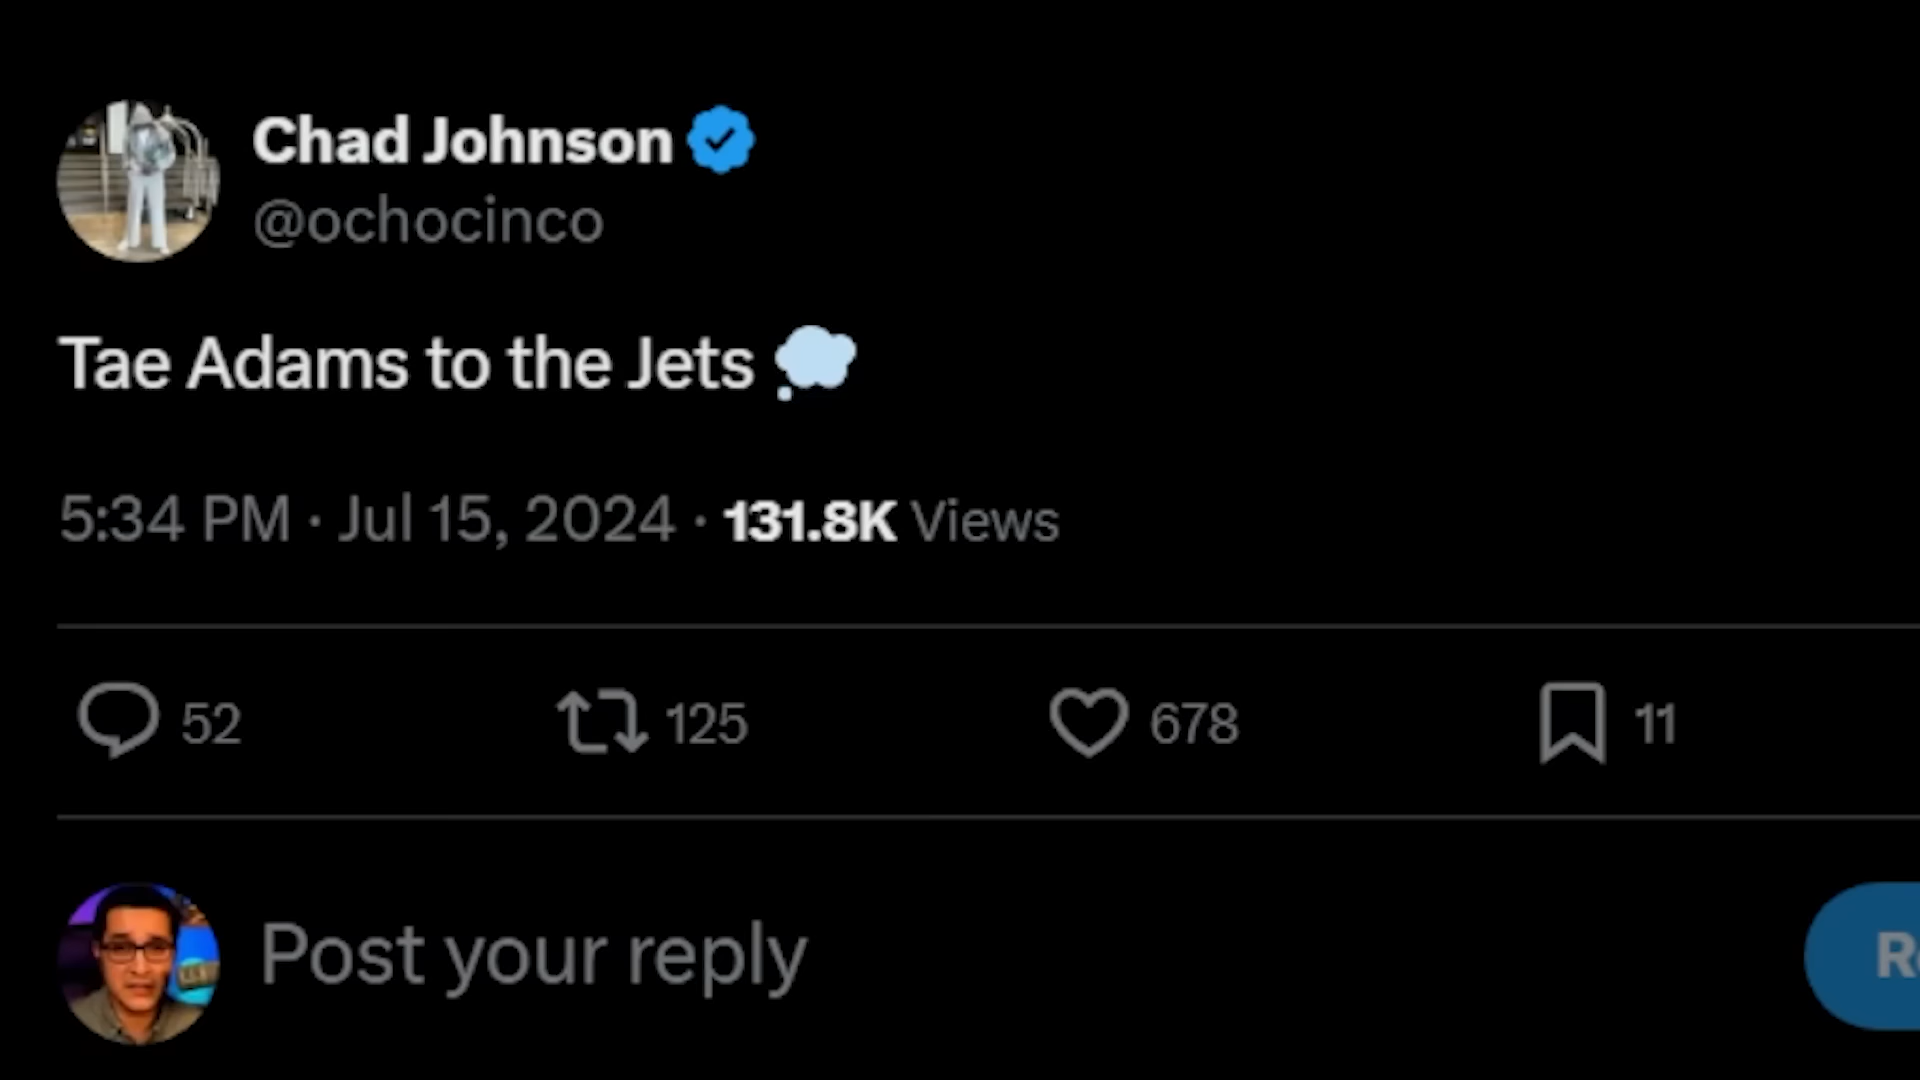 Chad Johnson
@ochocinco
Tae Adams to the Jets 💭
5:34 PM · Jul 15, 2024 · 131.8K Views
52 125 678 11
Post your reply